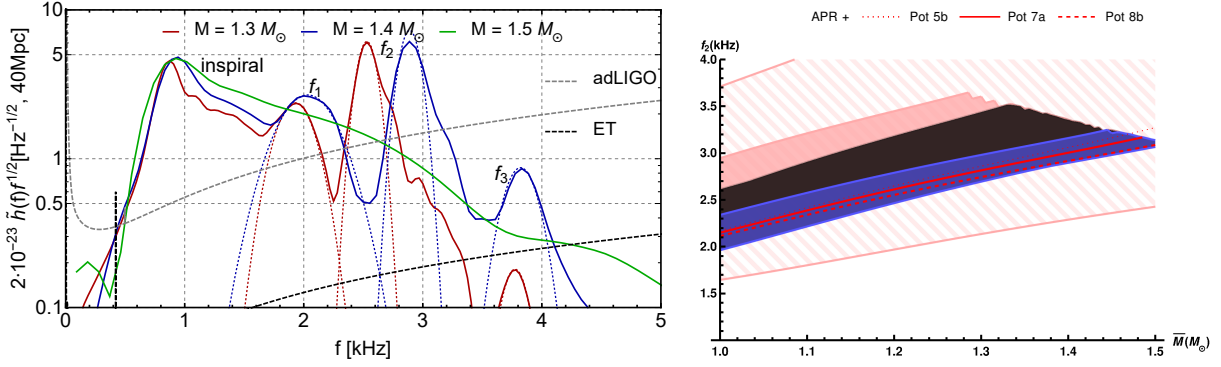 M = 1.3 M⊙ M = 1.4 M⊙ M = 1.5 M⊙
10
5
1
0.5
0.1
2·10⁻²³ h̃(f) f^{1/2} [Hz^{-1/2}, 40Mpc]
inspiral
f₁
f₂
f₃
adLIGO
ET
0 1 2 3 4 5
f [kHz]
APR + Pot 5b Pot 7a Pot 8b
f₂(kHz)
4.0
3.5
3.0
2.5
2.0
1.5
1.0 1.1 1.2 1.3 1.4 1.5
M̅(M⊙)